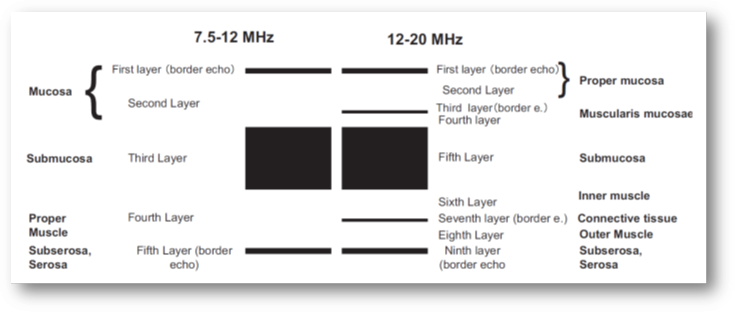 7.5-12 MHz 12-20 MHz
First layer (border echo) First layer (border echo)
Mucosa Proper mucosa
Second Layer Second Layer
Third layer(border e.) Muscularis mucosae
Fourth layer
Submucosa Third Layer Fifth Layer Submucosa
Sixth Layer Inner muscle
Proper Fourth Layer Seventh layer (border e.) Connective tissue
Muscle Eighth Layer Outer Muscle
Subserosa, Fifth Layer (border Ninth layer Subserosa,
Serosa echo) (border echo Serosa